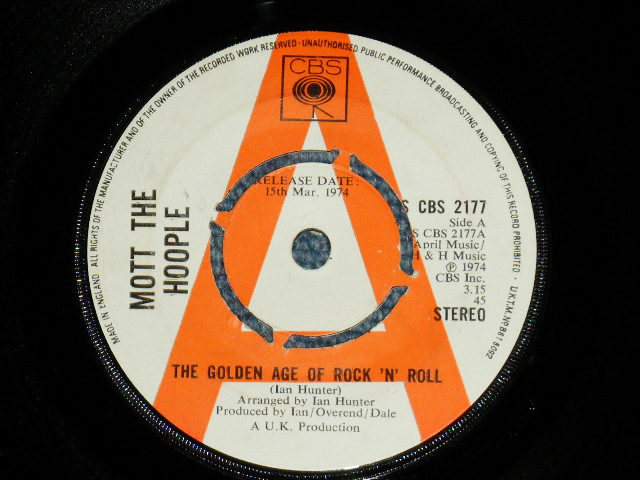 MADE IN ENGLAND. ALL RIGHTS OF THE MANUFACTURER AND OF THE OWNER OF THE RECORDED WORK RESERVED · UNAUTHORISED PUBLIC PERFORMANCE BROADCASTING AND COPYING OF THIS RECORD PROHIBITED · U.K.T.M. No 8818092
CBS
MOTT THE
HOOPLE
RELEASE DATE:
15th Mar. 1974
S CBS 2177
Side A
S CBS 2177A
April Music/
H & H Music
℗ 1974
CBS Inc.
3.15
45
STEREO
THE GOLDEN AGE OF ROCK 'N' ROLL
(Ian Hunter)
Arranged by Ian Hunter
Produced by Ian/Overend/Dale
A U.K. Production
A